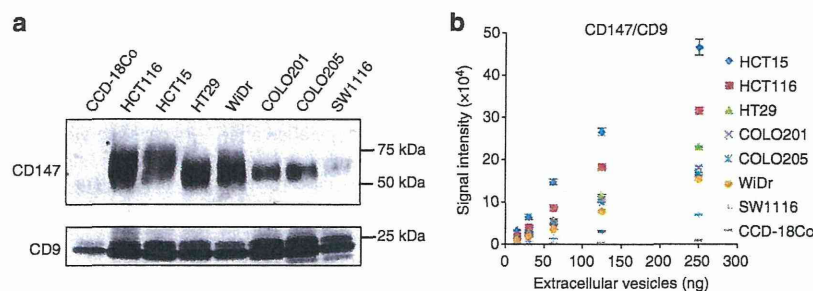 a
CCD-18Co
HCT116
HCT15
HT29
WiDr
COLO201
COLO205
SW1116
CD147
75 kDa
50 kDa
CD9
25 kDa
b
CD147/CD9
Signal intensity (×10⁴)
50
40
30
20
10
0
0 50 100 150 200 250 300
Extracellular vesicles (ng)
HCT15
HCT116
HT29
COLO201
COLO205
WiDr
SW1116
CCD-18Co